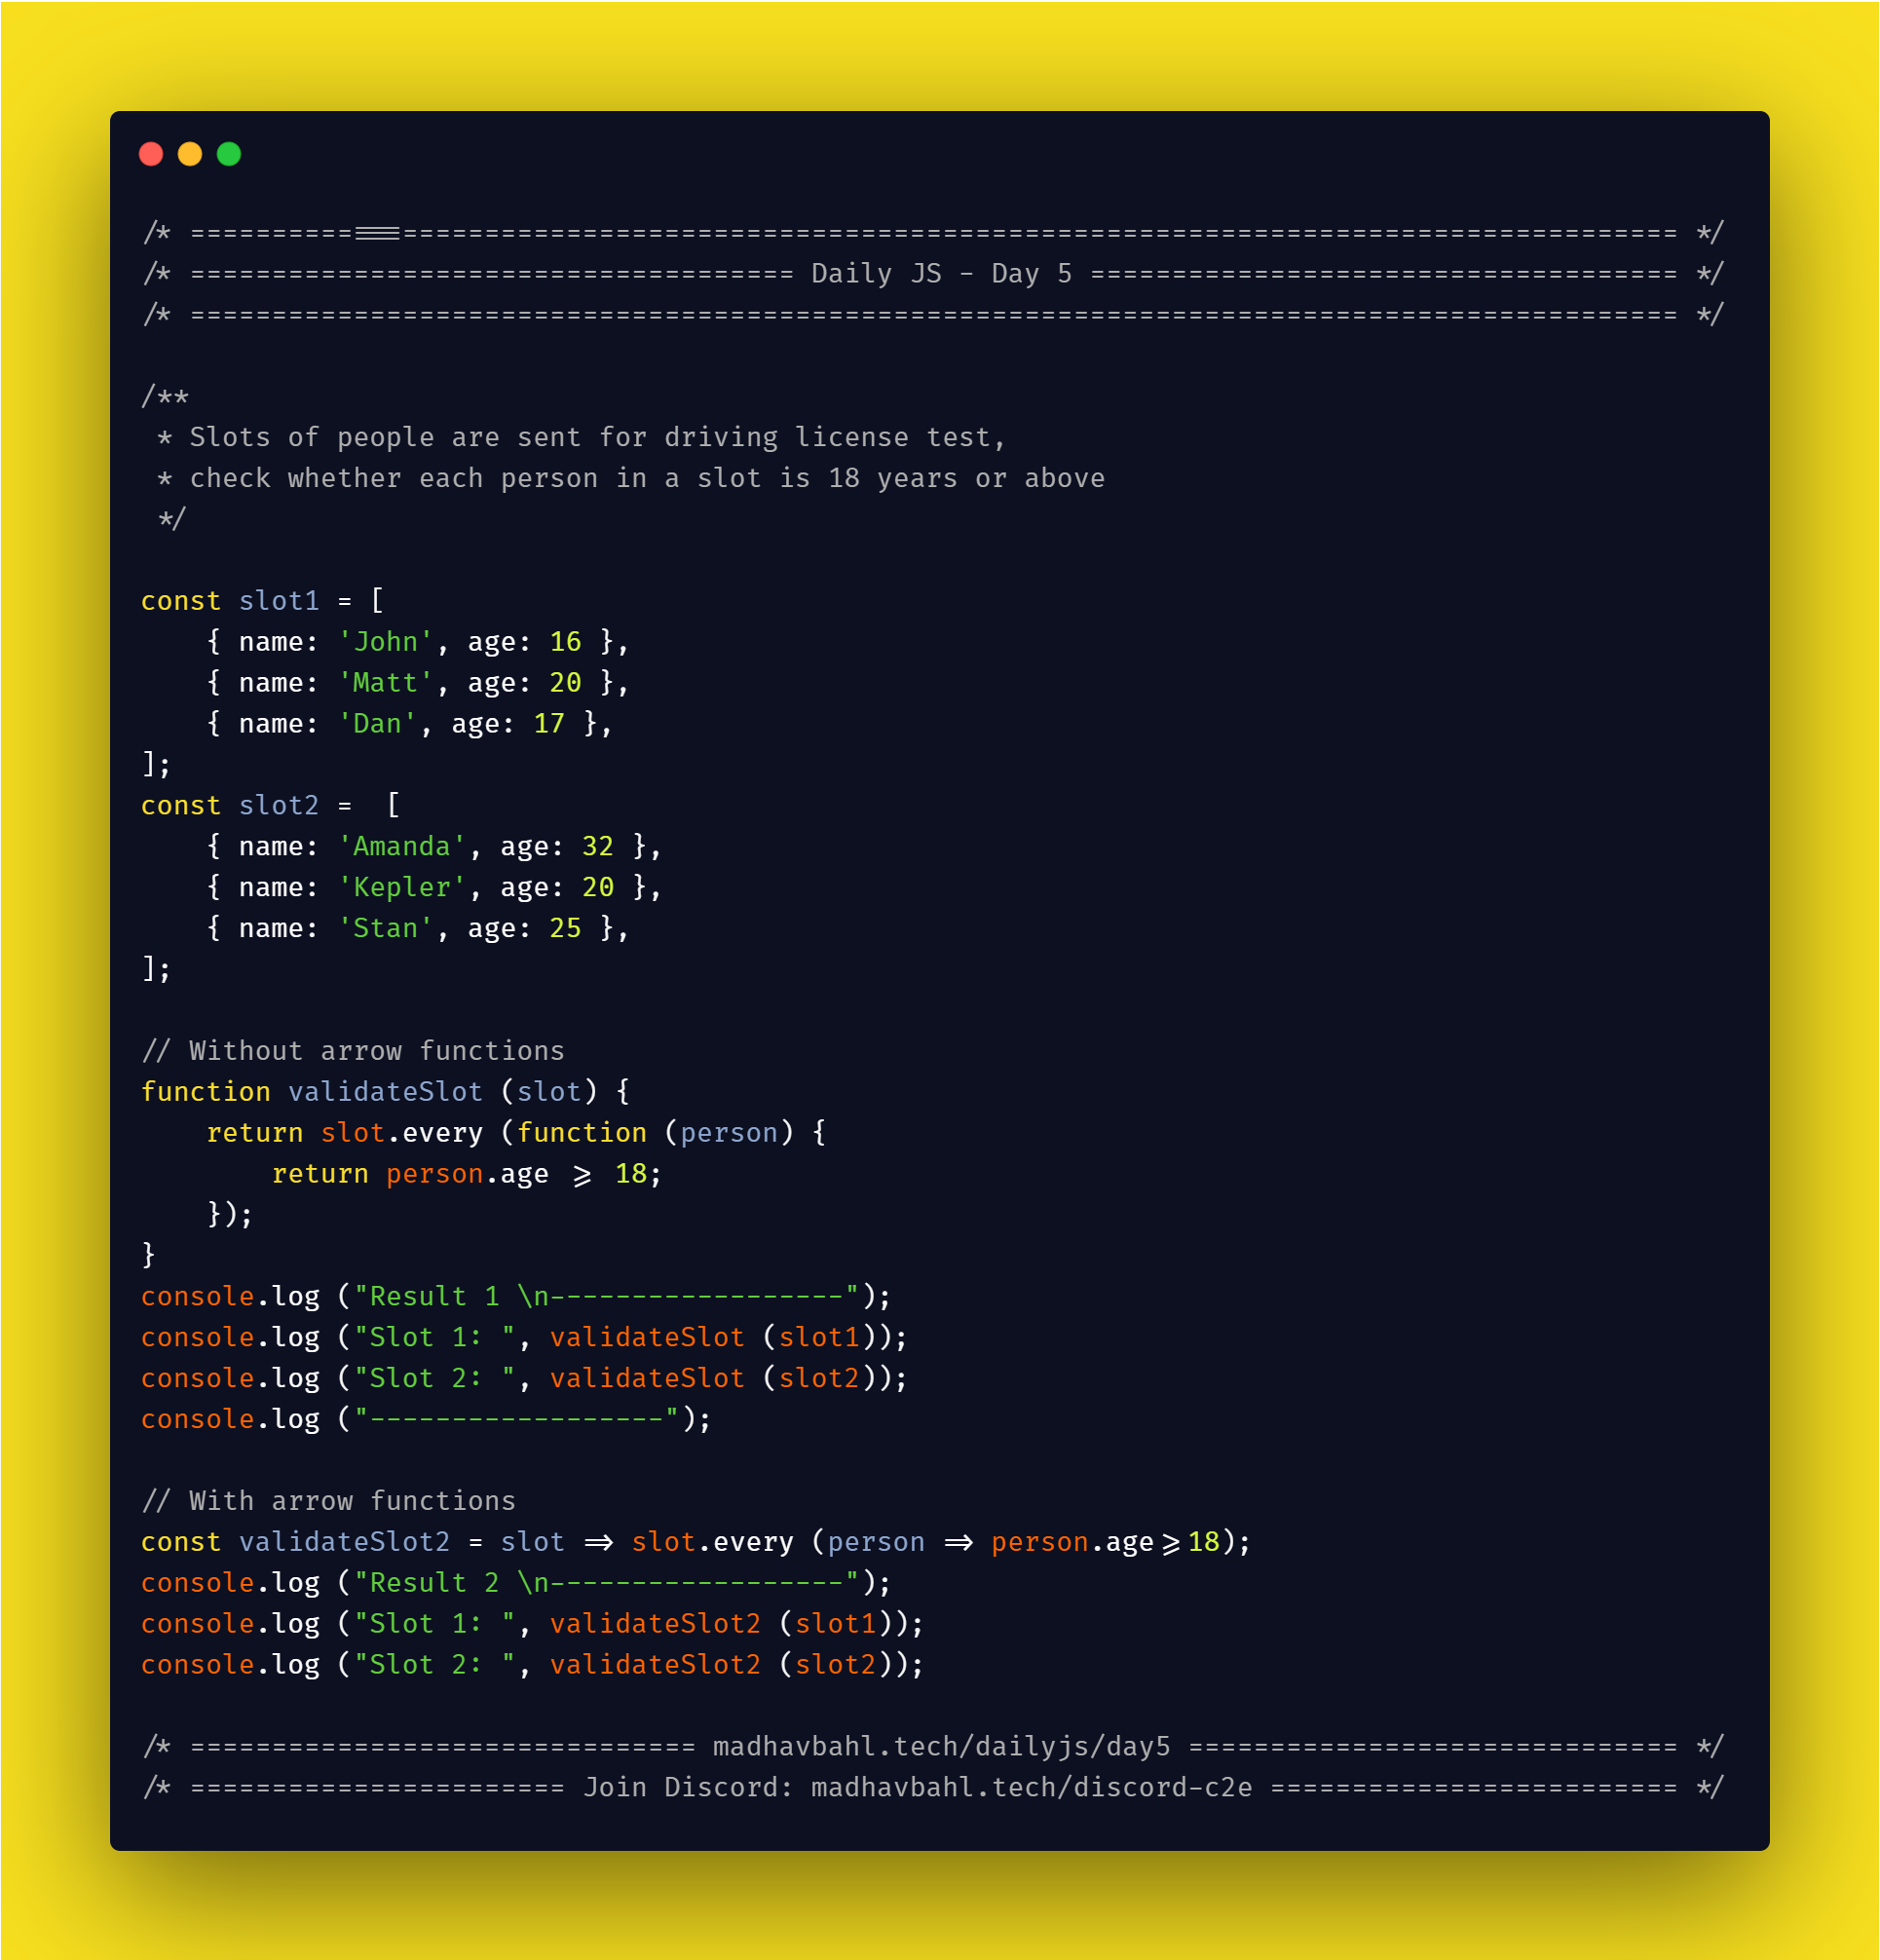 /* =========================================================================================== */
/* ===================================== Daily JS - Day 5 ==================================== */
/* =========================================================================================== */
/**
 * Slots of people are sent for driving license test,
 * check whether each person in a slot is 18 years or above
 */
const slot1 = [
    { name: 'John', age: 16 },
    { name: 'Matt', age: 20 },
    { name: 'Dan', age: 17 },
];
const slot2 =  [
    { name: 'Amanda', age: 32 },
    { name: 'Kepler', age: 20 },
    { name: 'Stan', age: 25 },
];
// Without arrow functions
function validateSlot (slot) {
    return slot.every (function (person) {
        return person.age >= 18;
    });
}
console.log ("Result 1 \n------------------");
console.log ("Slot 1: ", validateSlot (slot1));
console.log ("Slot 2: ", validateSlot (slot2));
console.log ("------------------");
// With arrow functions
const validateSlot2 = slot => slot.every (person => person.age>=18);
console.log ("Result 2 \n------------------");
console.log ("Slot 1: ", validateSlot2 (slot1));
console.log ("Slot 2: ", validateSlot2 (slot2));
/* =============================== madhavbahl.tech/dailyjs/day5 ============================== */
/* ======================= Join Discord: madhavbahl.tech/discord-c2e ========================= */